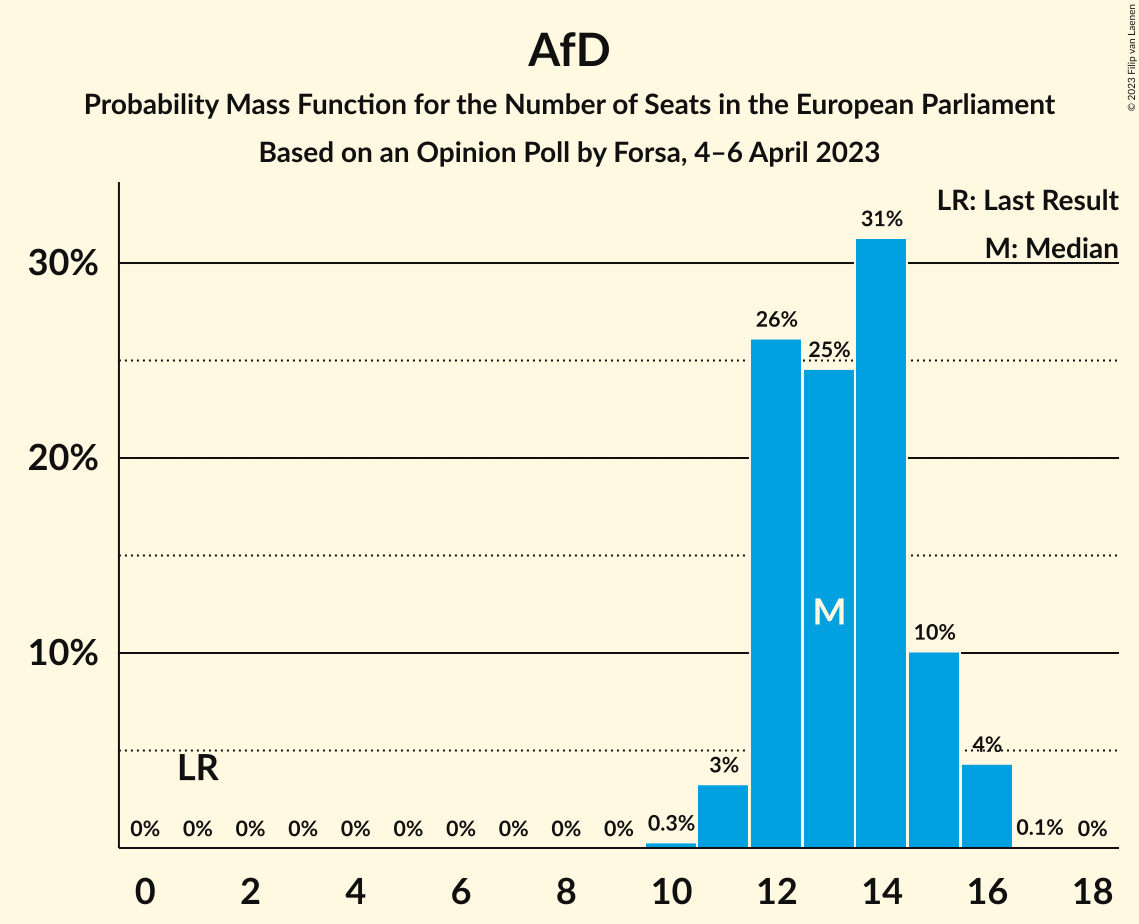 AfD
Probability Mass Function for the Number of Seats in the European Parliament
Based on an Opinion Poll by Forsa, 4–6 April 2023
© 2023 Filip van Laenen
LR: Last Result
M: Median
30%
20%
10%
31%
26%
25%
M
10%
4%
3%
LR
0% 0% 0% 0% 0% 0% 0% 0% 0% 0% 0.3% 0.1% 0%
0 2 4 6 8 10 12 14 16 18